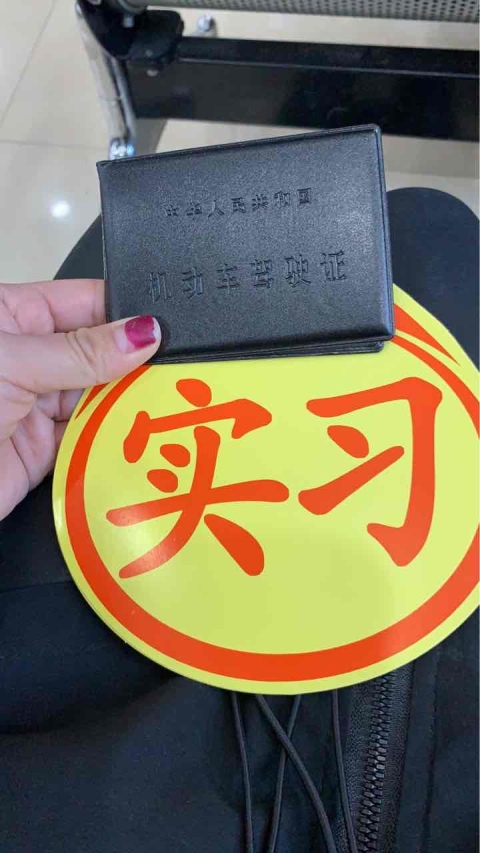 中华人民共和国
机动车驾驶证
实习